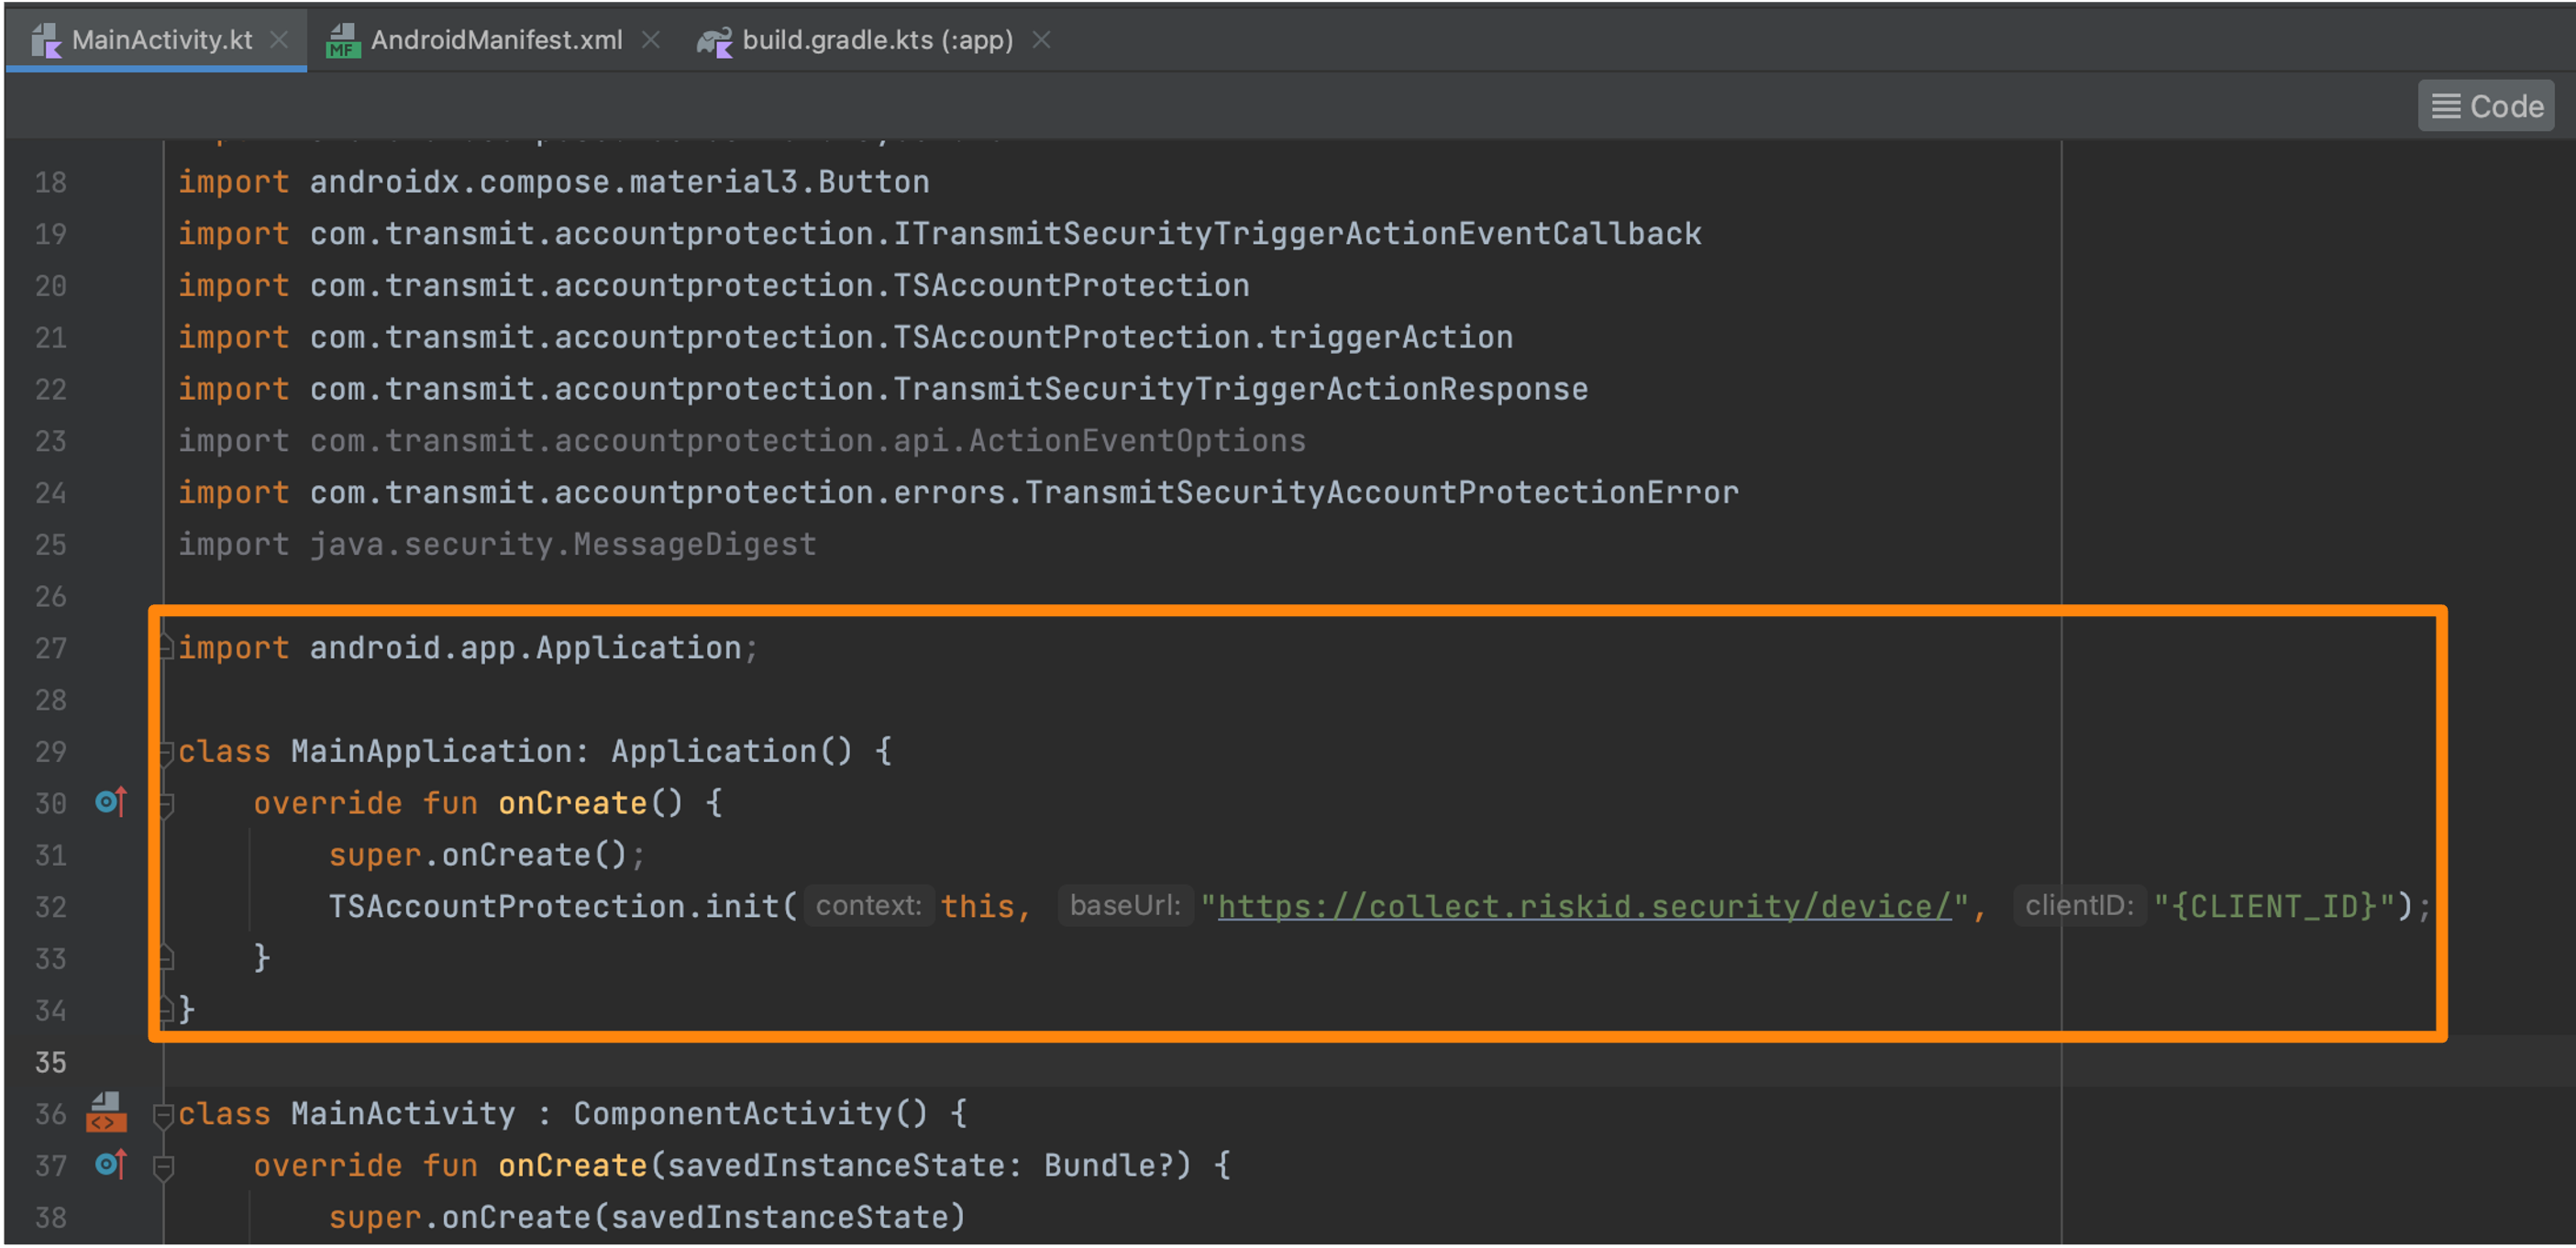 MainActivity.kt AndroidManifest.xml build.gradle.kts (:app)
MF
Code
18 import androidx.compose.material3.Button
19 import com.transmit.accountprotection.ITransmitSecurityTriggerActionEventCallback
20 import com.transmit.accountprotection.TSAccountProtection
21 import com.transmit.accountprotection.TSAccountProtection.triggerAction
22 import com.transmit.accountprotection.TransmitSecurityTriggerActionResponse
23 import com.transmit.accountprotection.api.ActionEventOptions
24 import com.transmit.accountprotection.errors.TransmitSecurityAccountProtectionError
25 import java.security.MessageDigest
26
27 import android.app.Application;
28
29 class MainApplication: Application() {
30     override fun onCreate() {
31         super.onCreate();
32         TSAccountProtection.init( context: this, baseUrl: "https://collect.riskid.security/device/", clientID: "{CLIENT_ID}");
33     }
34 }
35
36 class MainActivity : ComponentActivity() {
37     override fun onCreate(savedInstanceState: Bundle?) {
38         super.onCreate(savedInstanceState)